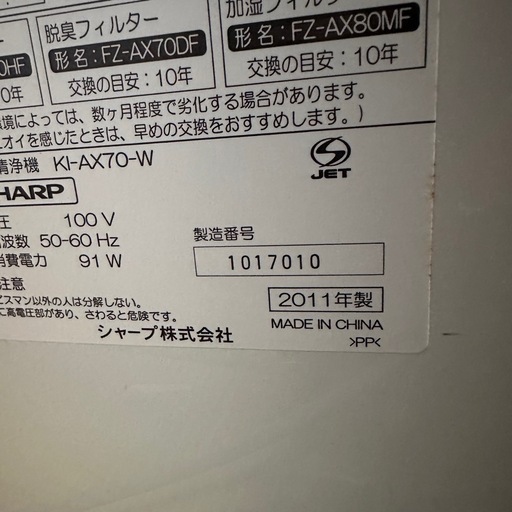 脱臭フィルター
加湿フィルター
0HF
形名:FZ-AX70DF
形名:FZ-AX80MF
0年
交換の目安:10年
交換の目安:10年
環境によっては、数ヶ月程度で劣化する場合があります。
ニオイを感じたときは、早めの交換をおすすめします。)
清浄機 KI-AX70-W
SHARP
JET
圧 100 V
周波数 50-60 Hz
消費電力 91 W
製造番号
1017010
注意
ビスマン以外の人は分解しない。
に高電圧部があり、さわると危険です。
2011年製
シャープ株式会社
MADE IN CHINA
>PP<